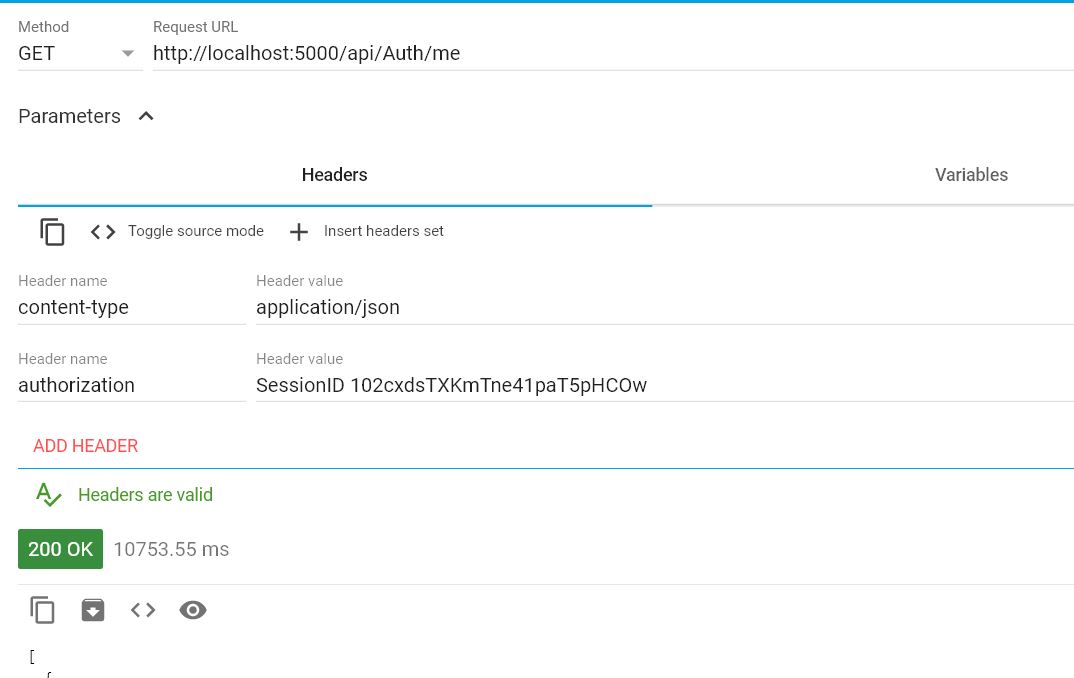 Method Request URL
GET http://localhost:5000/api/Auth/me
Parameters
Headers Variables
Toggle source mode Insert headers set
Header name Header value
content-type application/json
Header name Header value
authorization SessionID 102cxdsTXKmTne41paT5pHCOw
ADD HEADER
Headers are valid
200 OK 10753.55 ms
[
{